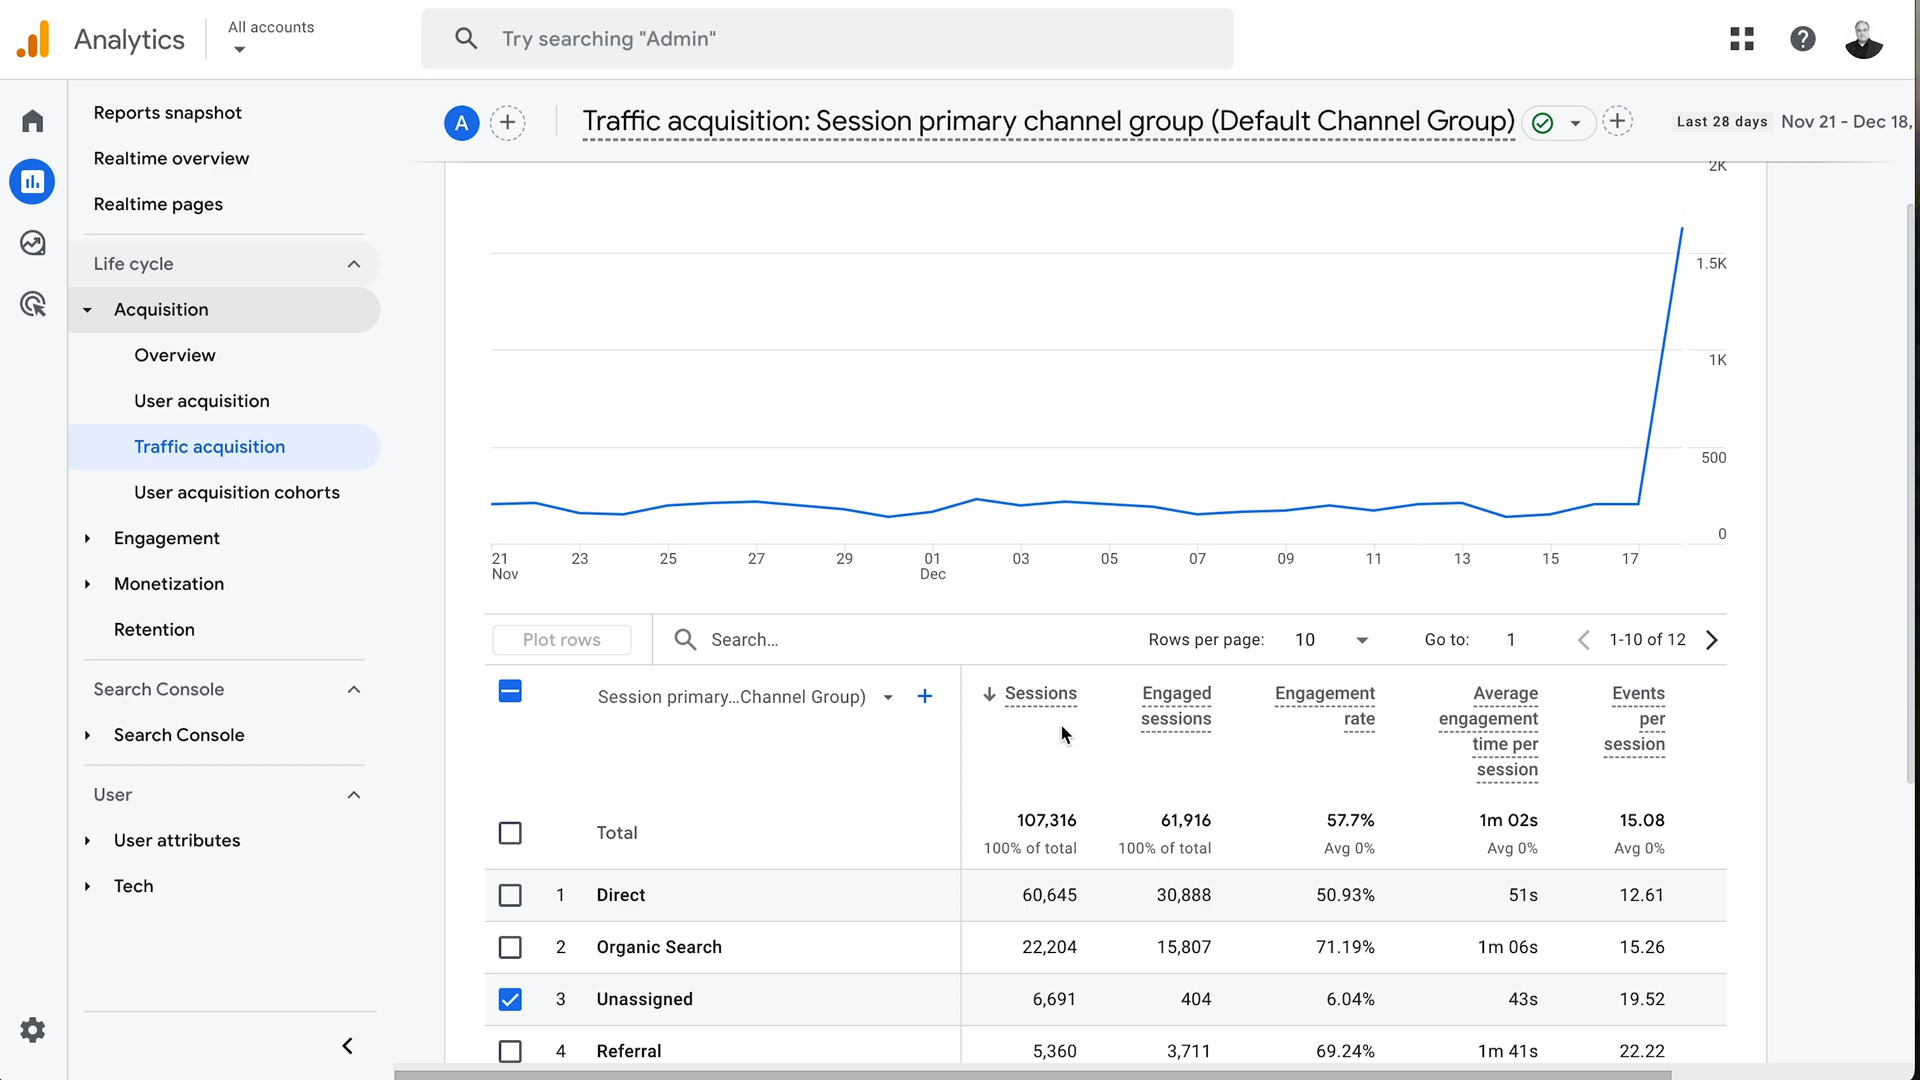 Analytics
All accounts
Try searching "Admin"
Reports snapshot
Realtime overview
Realtime pages
Life cycle
Acquisition
Overview
User acquisition
Traffic acquisition
User acquisition cohorts
Engagement
Monetization
Retention
Search Console
Search Console
User
User attributes
Tech
A
Traffic acquisition: Session primary channel group (Default Channel Group)
Last 28 days Nov 21 - Dec 18,
2K
1.5K
1K
500
0
21 23 25 27 29 01 03 05 07 09 11 13 15 17
Nov Dec
Plot rows
Search…
Rows per page: 10
Go to: 1
1-10 of 12
Session primary…Channel Group)
Sessions
Engaged
sessions
Engagement
rate
Average
engagement
time per
session
Events
per
session
Total
107,316 61,916 57.7% 1m 02s 15.08
100% of total 100% of total Avg 0% Avg 0% Avg 0%
1 Direct 60,645 30,888 50.93% 51s 12.61
2 Organic Search 22,204 15,807 71.19% 1m 06s 15.26
3 Unassigned 6,691 404 6.04% 43s 19.52
4 Referral 5,360 3,711 69.24% 1m 41s 22.22